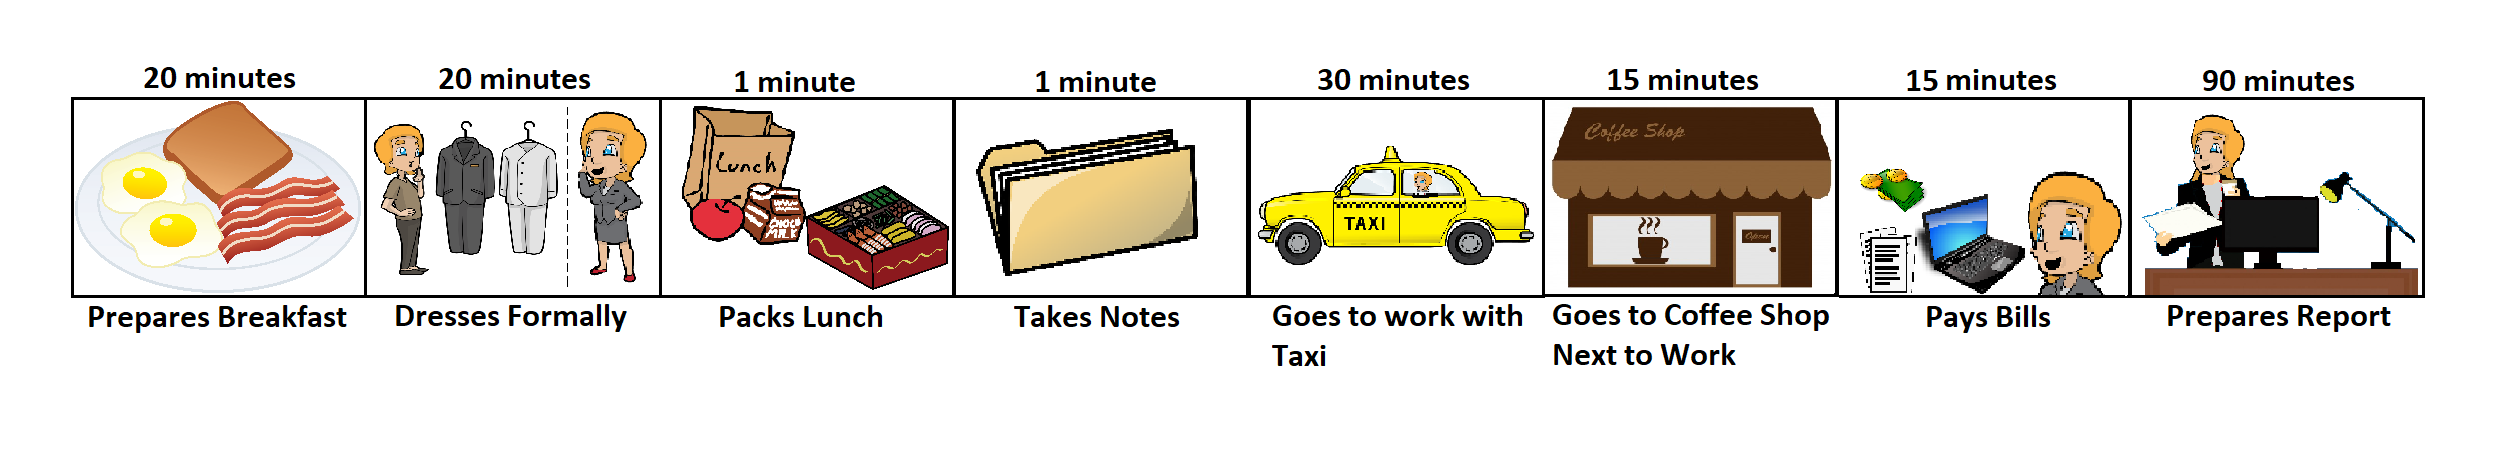 20 minutes
20 minutes
1 minute
1 minute
30 minutes
15 minutes
15 minutes
90 minutes
Lunch
CHOCO MILK
TAXI
Coffee Shop
Prepares Breakfast
Dresses Formally
Packs Lunch
Takes Notes
Goes to work with
Taxi
Goes to Coffee Shop
Next to Work
Pays Bills
Prepares Report